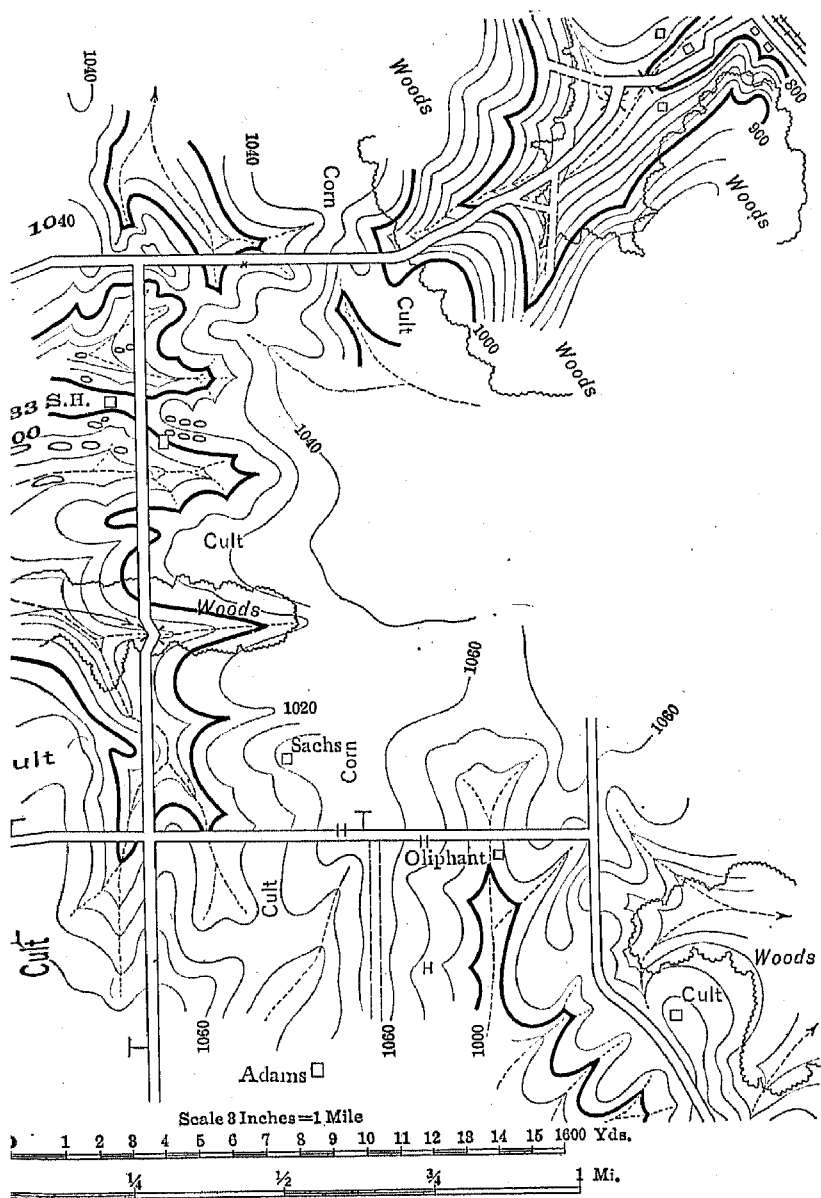 1040
Woods
800
900
Woods
1040
Corn
1040
Cult
1000
Woods
33 S.H.
00
1040
Cult
Woods
1060
1020
1060
Sachs
Corn
ult
Oliphant
Cult
Cult
Woods
H
Cult
1060
1060
1000
Adams
Scale 3 Inches=1 Mile
1 2 3 4 5 6 7 8 9 10 11 12 13 14 15 1600 Yds.
1/4 1/2 3/4 1 Mi.